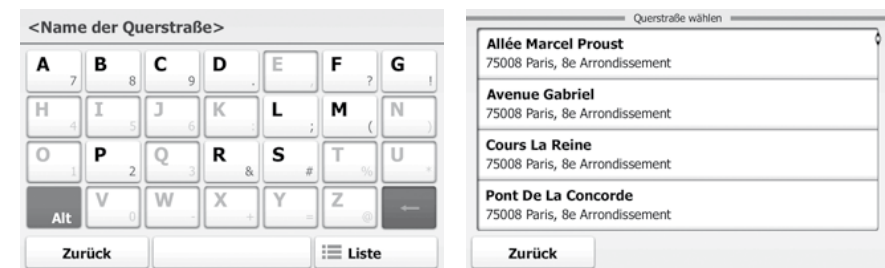 <Name der Querstraße>
A 7 B 8 C 9 D . E , F ? G !
H 4 I 5 J 6 K : L ; M ( N )
O 1 P 2 Q 3 R & S # T % U *
Alt V 0 W - X + Y = Z @ ←
Zurück Liste
Querstraße wählen
Allée Marcel Proust
75008 Paris, 8e Arrondissement
Avenue Gabriel
75008 Paris, 8e Arrondissement
Cours La Reine
75008 Paris, 8e Arrondissement
Pont De La Concorde
75008 Paris, 8e Arrondissement
Zurück